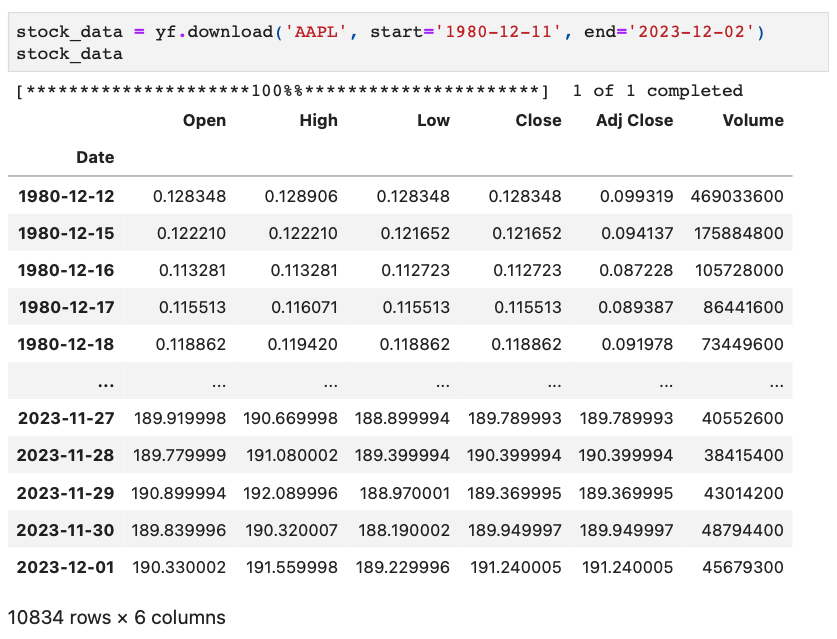 stock_data = yf.download('AAPL', start='1980-12-11', end='2023-12-02')
stock_data
[*********************100%%**********************]  1 of 1 completed
Open High Low Close Adj Close Volume
Date
1980-12-12 0.128348 0.128906 0.128348 0.128348 0.099319 469033600
1980-12-15 0.122210 0.122210 0.121652 0.121652 0.094137 175884800
1980-12-16 0.113281 0.113281 0.112723 0.112723 0.087228 105728000
1980-12-17 0.115513 0.116071 0.115513 0.115513 0.089387 86441600
1980-12-18 0.118862 0.119420 0.118862 0.118862 0.091978 73449600
... ... ... ... ... ... ...
2023-11-27 189.919998 190.669998 188.899994 189.789993 189.789993 40552600
2023-11-28 189.779999 191.080002 189.399994 190.399994 190.399994 38415400
2023-11-29 190.899994 192.089996 188.970001 189.369995 189.369995 43014200
2023-11-30 189.839996 190.320007 188.190002 189.949997 189.949997 48794400
2023-12-01 190.330002 191.559998 189.229996 191.240005 191.240005 45679300
10834 rows × 6 columns